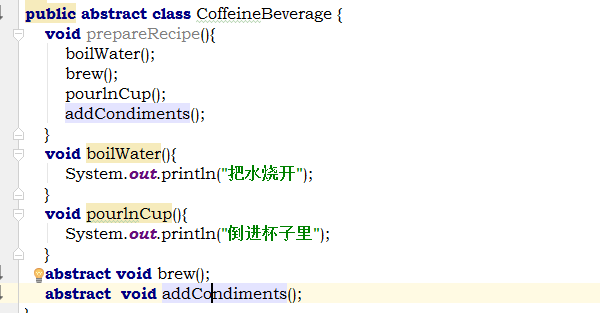 public abstract class CoffeineBeverage {
void prepareRecipe(){
boilWater();
brew();
pourlnCup();
addCondiments();
}
void boilWater(){
System.out.println("把水烧开");
}
void pourlnCup(){
System.out.println("倒进杯子里");
}
abstract void brew();
abstract  void addCondiments();
}